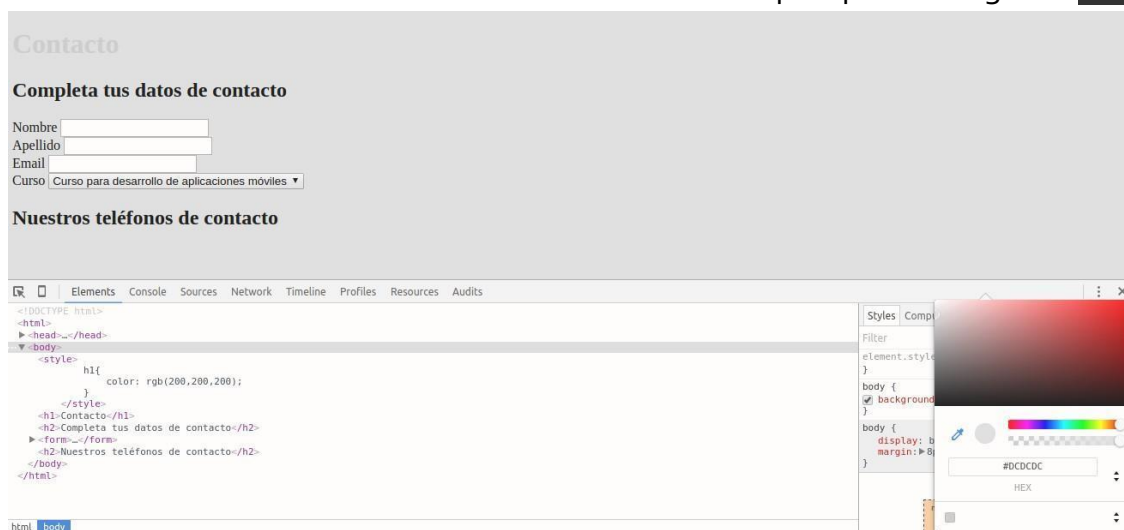 Contacto
Completa tus datos de contacto
Nombre
Apellido
Email
Curso Curso para desarrollo de aplicaciones móviles
Nuestros teléfonos de contacto
Elements Console Sources Network Timeline Profiles Resources Audits
<!DOCTYPE html>
<html>
<head>…</head>
<body>
<style>
h1{
color: rgb(200,200,200);
}
</style>
<h1>Contacto</h1>
<h2>Completa tus datos de contacto</h2>
<form>…</form>
<h2>Nuestros teléfonos de contacto</h2>
</body>
</html>
html body
Styles
Filter
element.style
}
body {
background
}
body {
display:
margin:
}
#DCDCDC
HEX